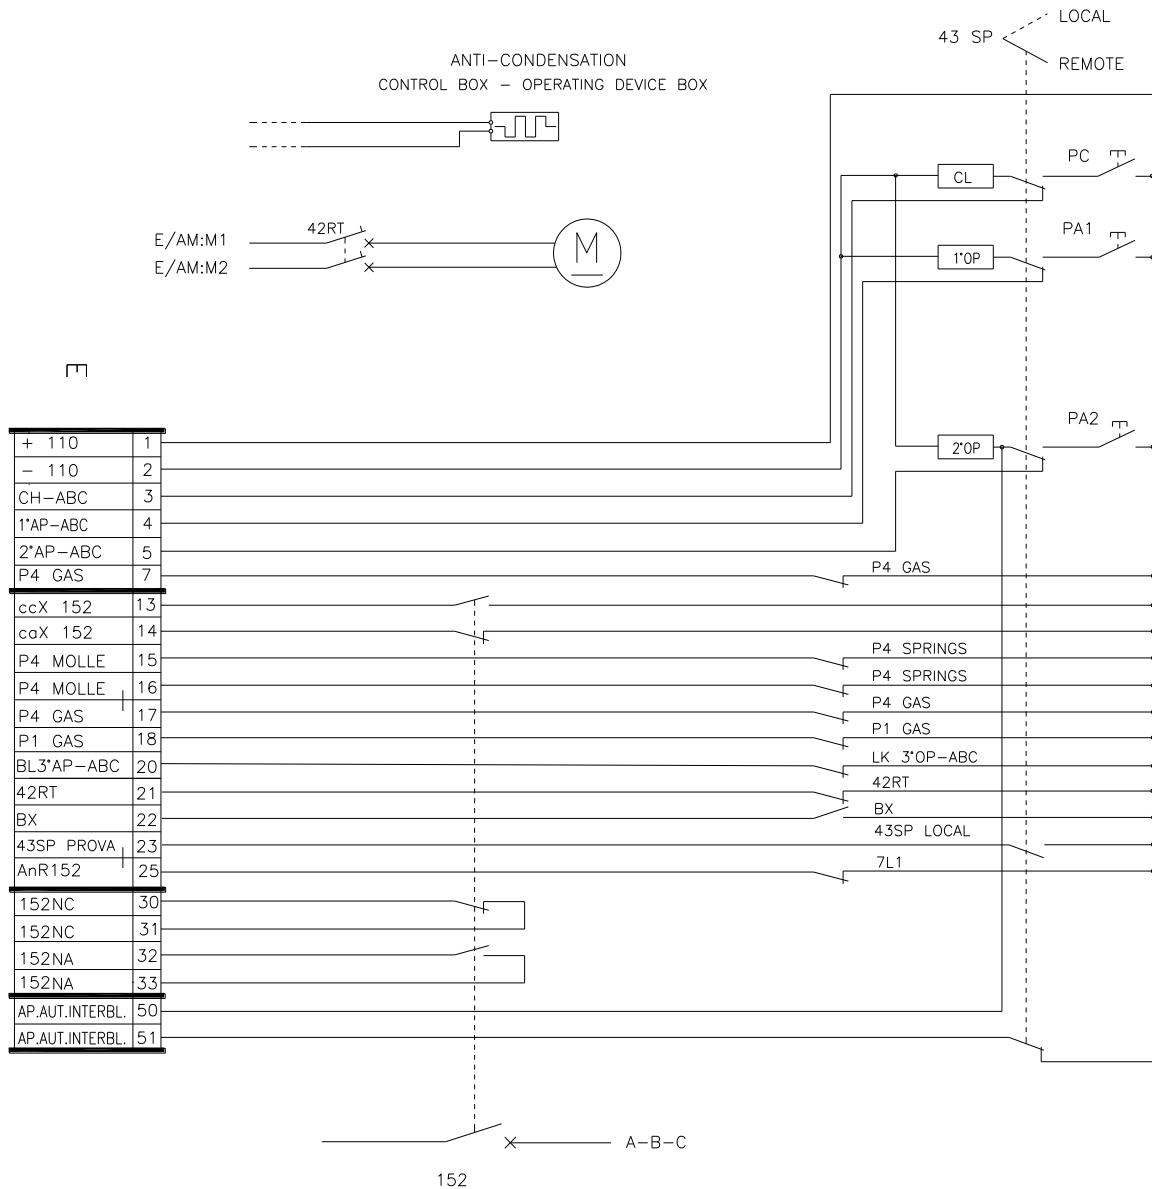 LOCAL
43 SP
REMOTE
ANTI-CONDENSATION
CONTROL BOX - OPERATING DEVICE BOX
PC
CL
PA1
1°OP
42RT
E/AM:M1
E/AM:M2
M
E
PA2
2°OP
+ 110 1
- 110 2
CH-ABC 3
1°AP-ABC 4
2°AP-ABC 5
P4 GAS 7 P4 GAS
ccX 152 13
caX 152 14
P4 MOLLE 15 P4 SPRINGS
P4 MOLLE 16 P4 SPRINGS
P4 GAS 17 P4 GAS
P1 GAS 18 P1 GAS
BL3°AP-ABC 20 LK 3°OP-ABC
42RT 21 42RT
BX 22 BX
43SP PROVA 23 43SP LOCAL
AnR152 25 7L1
152NC 30
152NC 31
152NA 32
152NA 33
AP.AUT.INTERBL. 50
AP.AUT.INTERBL. 51
A-B-C
152